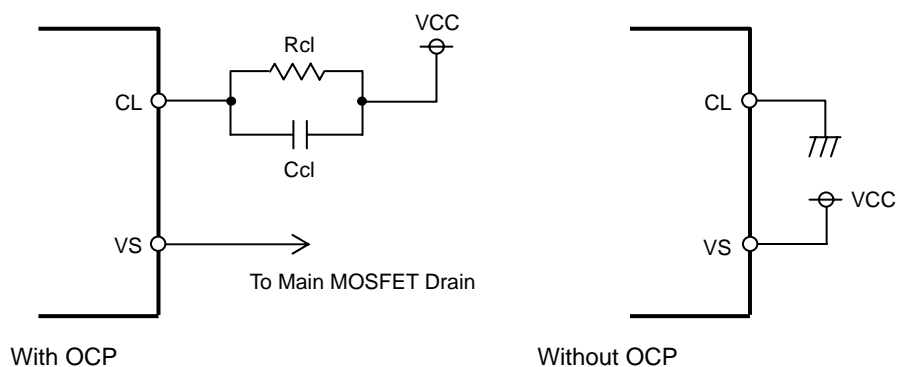 VCC
Rcl
CL
Ccl
VS
To Main MOSFET Drain
With OCP
CL
VCC
VS
Without OCP